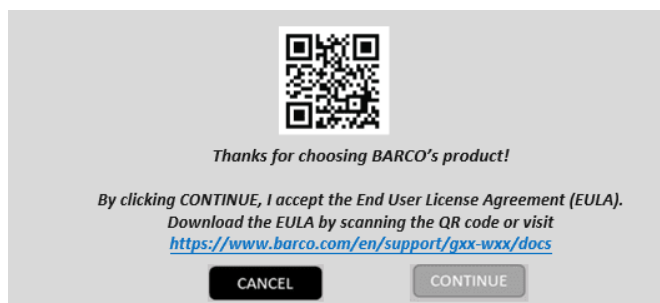 Thanks for choosing BARCO’s product!
By clicking CONTINUE, I accept the End User License Agreement (EULA).
Download the EULA by scanning the QR code or visit
https://www.barco.com/en/support/gxx-wxx/docs
CANCEL CONTINUE